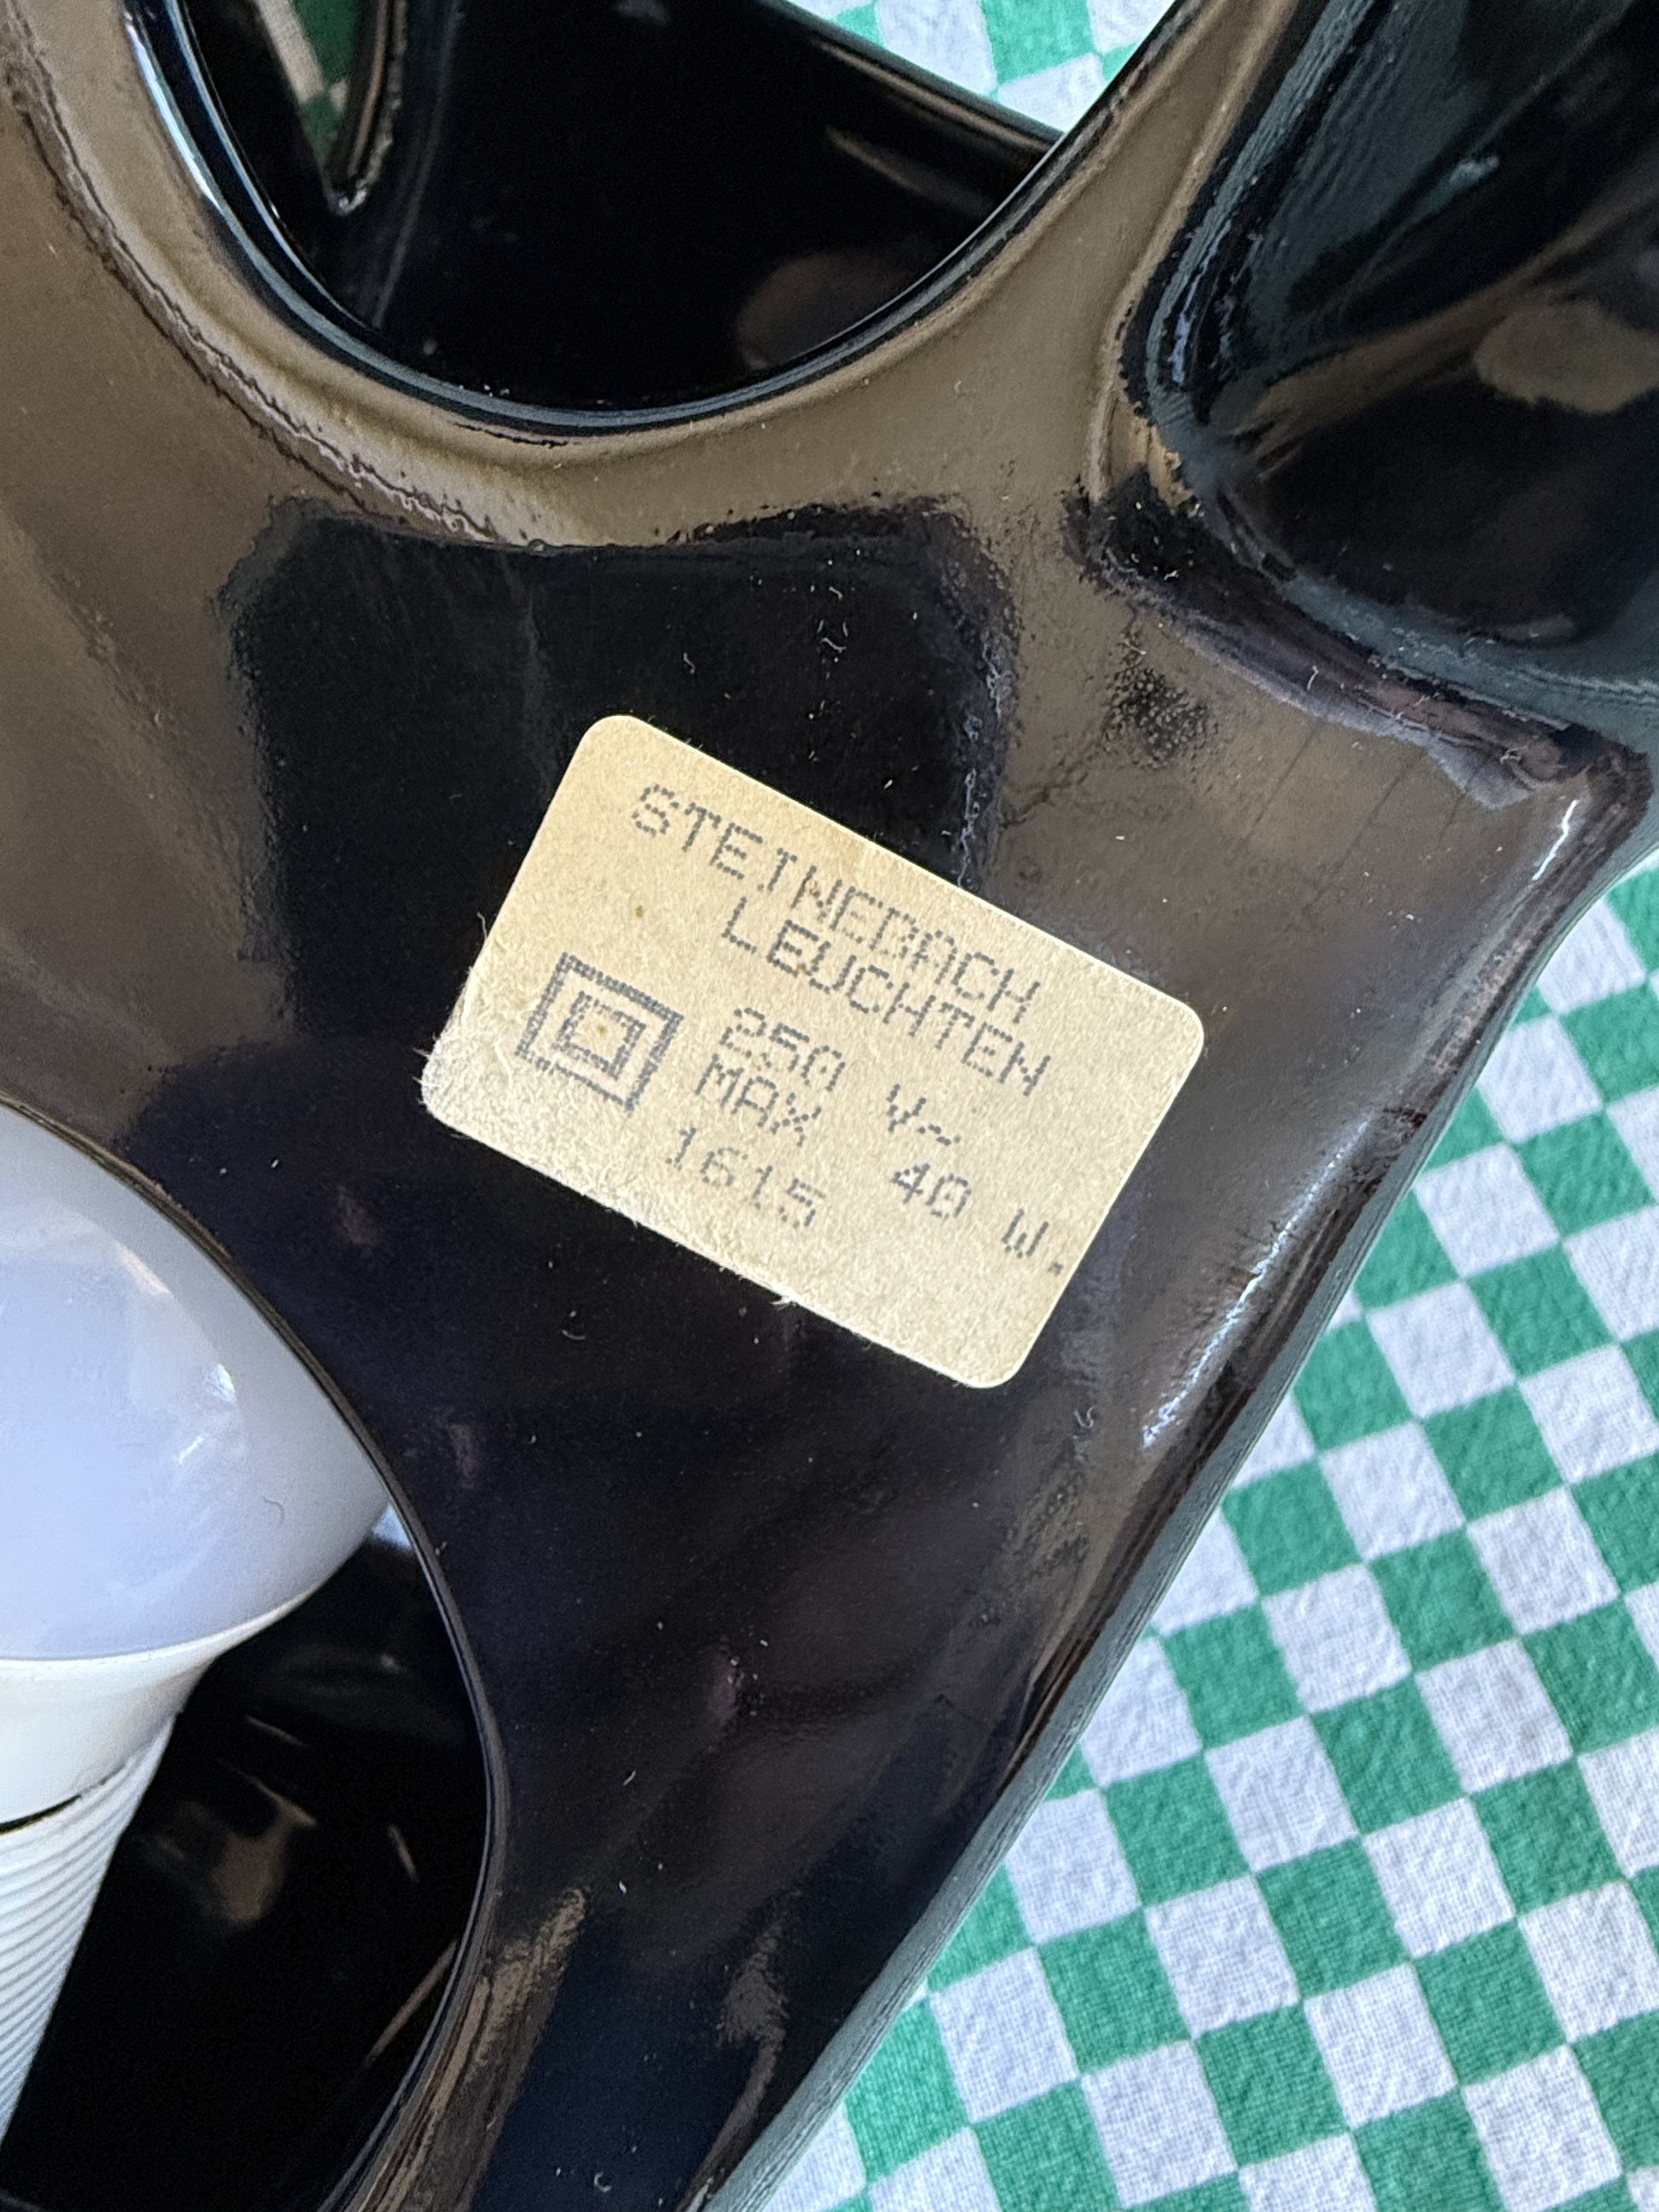 STEINEBACH
LEUCHTEN
250 V~
MAX 40 W.
1615